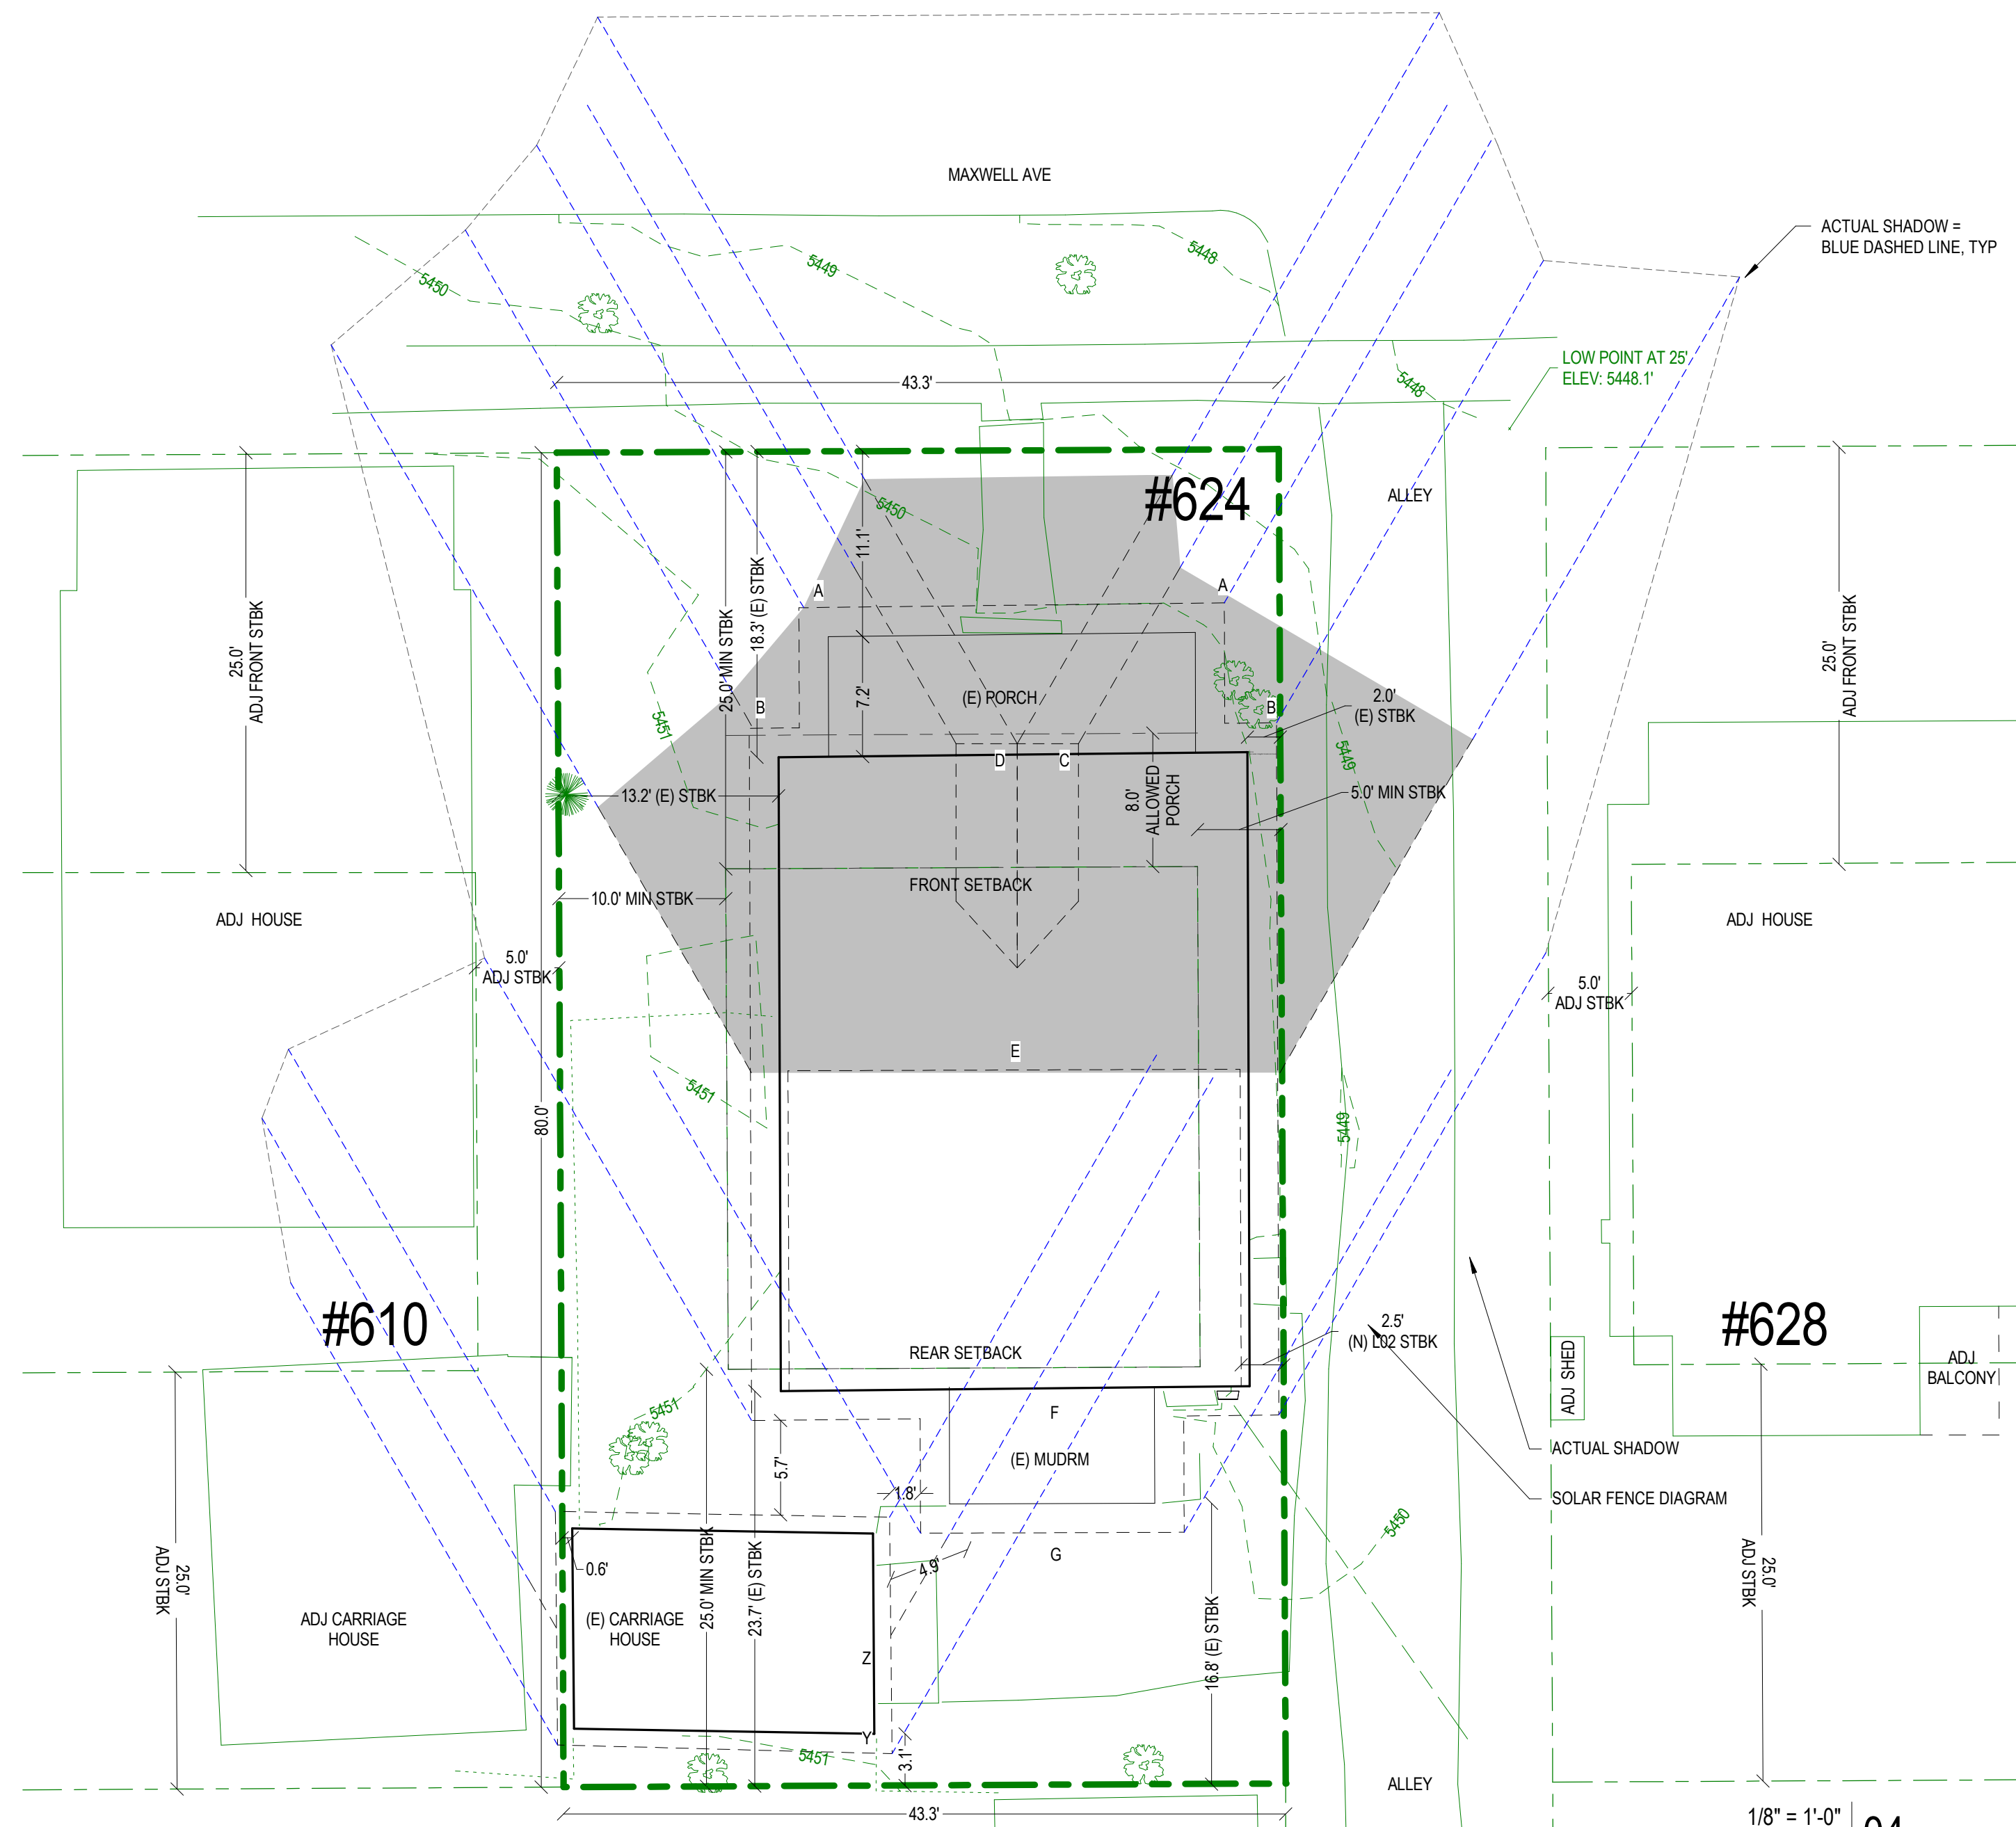 MAXWELL AVE
ACTUAL SHADOW =
BLUE DASHED LINE, TYP
5448
5449
5450
LOW POINT AT 25'
ELEV: 5448.1'
43.3'
5448
#624
ALLEY
5450
11.1'
18.3' (E) STBK
25.0' MIN STBK
A
A
25.0'
ADJ FRONT STBK
25.0'
ADJ FRONT STBK
B
7.2'
(E) PORCH
B
2.0'
(E) STBK
5451
5449
D
C
13.2' (E) STBK
8.0'
ALLOWED
PORCH
5.0' MIN STBK
FRONT SETBACK
10.0' MIN STBK
ADJ HOUSE
ADJ HOUSE
5.0'
ADJ STBK
5.0'
ADJ STBK
E
5451
80.0'
5449
#610
#628
2.5'
(N) L02 STBK
REAR SETBACK
ADJ SHED
ADJ
BALCONY
5451
F
ACTUAL SHADOW
(E) MUDRM
5.7'
1.8'
SOLAR FENCE DIAGRAM
5450
G
4.9'
0.6'
25.0'
ADJ STBK
25.0' MIN STBK
23.7' (E) STBK
25.0'
ADJ STBK
ADJ CARRIAGE
HOUSE
(E) CARRIAGE
HOUSE
16.8' (E) STBK
Z
Y
3.1'
5451
ALLEY
43.3'
1/8" = 1'-0"